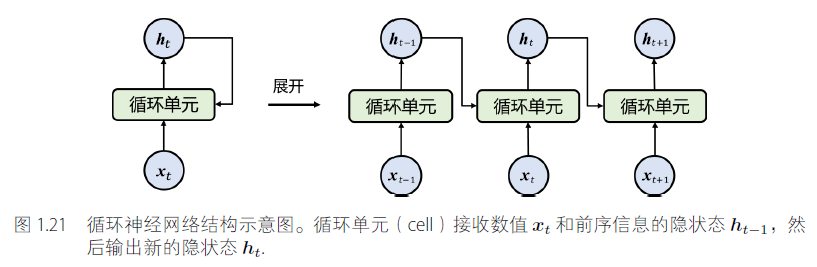 h_t h_{t-1} h_t h_{t+1}
循环单元 展开 循环单元 循环单元 循环单元
x_t x_{t-1} x_t x_{t+1}
图 1.21 循环神经网络结构示意图。循环单元（cell）接收数值 x_t 和前序信息的隐状态 h_{t−1}，然
后输出新的隐状态 h_t.